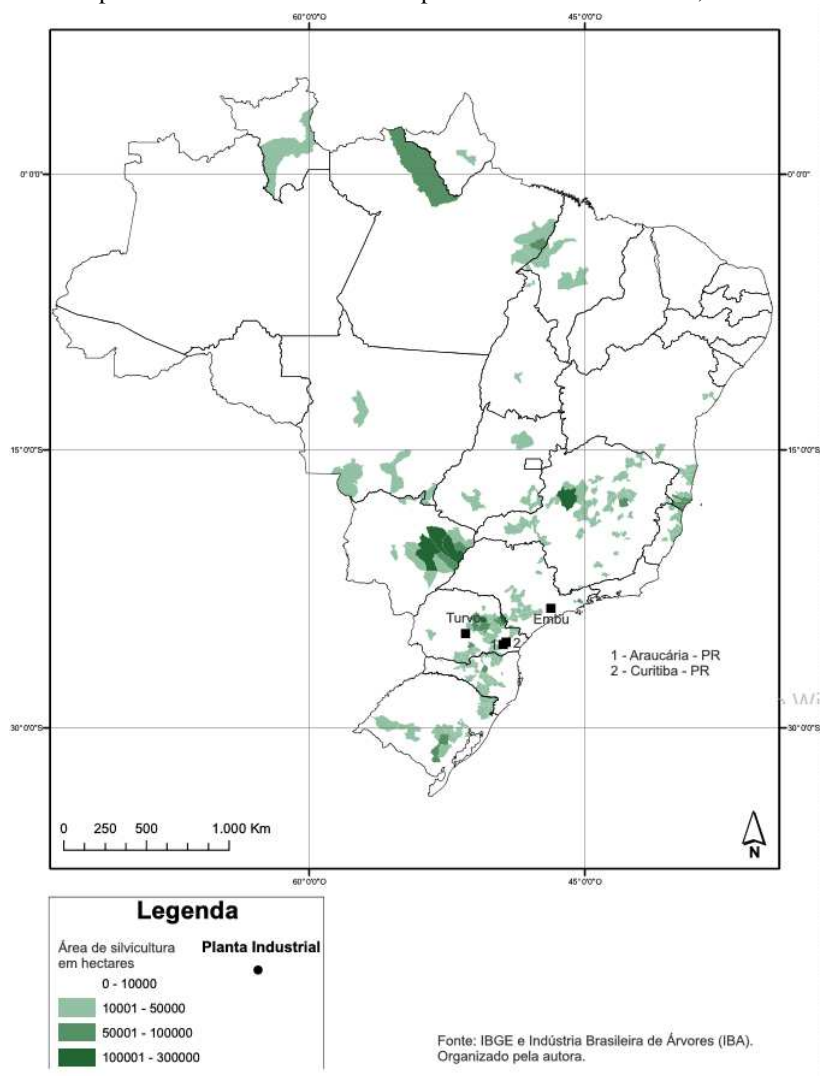 60°0'0"O 45°0'0"O
0° 0'0" 0° 0'0"
15°0'0"S 15°0'0"S
Turvo Embu
1 2
1 - Araucária - PR
2 - Curitiba - PR
30°0'0"S 30°0'0"S
0 250 500 1.000 Km
N
60°0'0"O 45°0'0"O
Legenda
Área de silvicultura
em hectares
Planta Industrial
0 - 10000
10001 - 50000
50001 - 100000
100001 - 300000
Fonte: IBGE e Indústria Brasileira de Árvores (IBA).
Organizado pela autora.